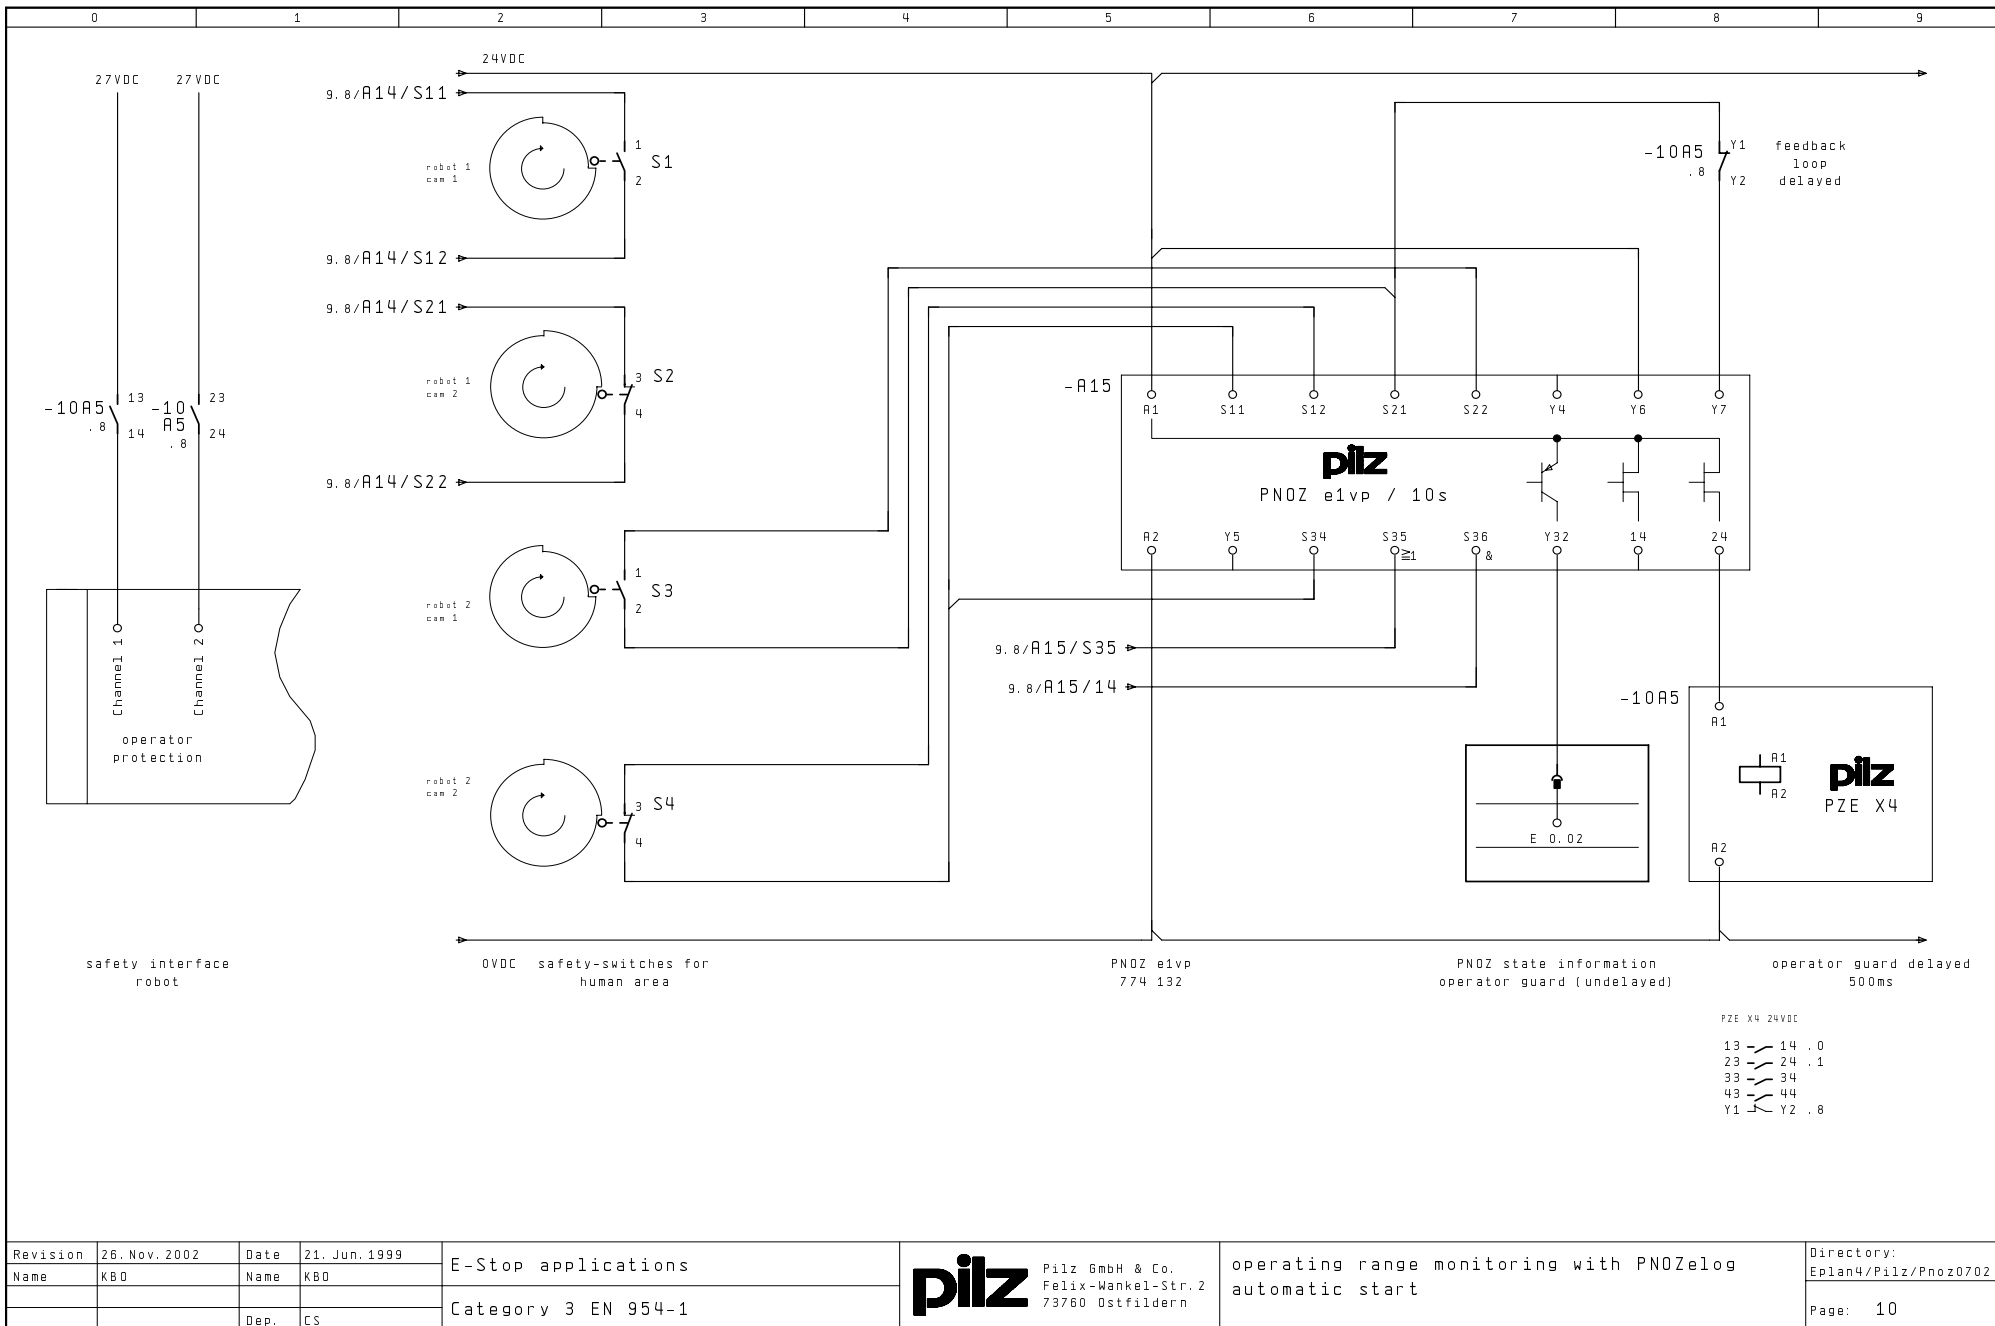 0 1 2 3 4 5 6 7 8 9
24VDC
27VDC 27VDC
9.8/A14/S11
robot 1
cam 1
1
S1
2
9.8/A14/S12
9.8/A14/S21
robot 1
cam 2
3 S2
4
9.8/A14/S22
-10A5
.8
13
14
-10
A5
.8
23
24
Channel 1
Channel 2
operator
protection
robot 2
cam 1
1
S3
2
robot 2
cam 2
3 S4
4
-10A5
.8
Y1
Y2
feedback
loop
delayed
-A15
A1 S11 S12 S21 S22 Y4 Y6 Y7
pilz
PNOZ e1vp / 10s
A2 Y5 S34 S35 S36 Y32 14 24
≧1 &
9.8/A15/S35
9.8/A15/14
-10A5
A1
A1
A2
pilz
PZE X4
A2
E 0.02
safety interface
robot
0VDC safety-switches for
human area
PNOZ e1vp
774 132
PNOZ state information
operator guard (undelayed)
operator guard delayed
500ms
PZE X4 24VDC
13 14 .0
23 24 .1
33 34
43 44
Y1 Y2 .8
Revision 26.Nov.2002 Date 21.Jun.1999
Name KBO Name KBO
Dep. CS
E-Stop applications
Category 3 EN 954-1
pilz
Pilz GmbH & Co.
Felix-Wankel-Str.2
73760 Ostfildern
operating range monitoring with PNOZelog
automatic start
Directory:
Eplan4/Pilz/Pnoz0702
Page: 10